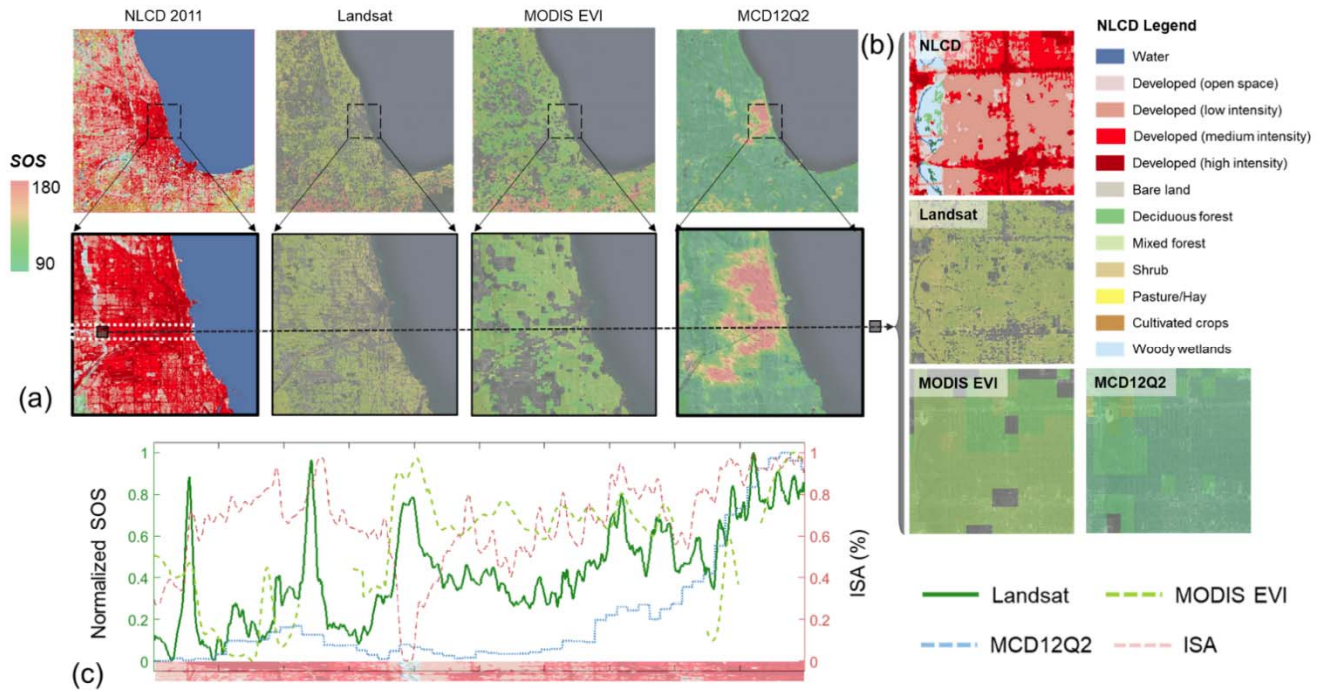 NLCD 2011
Landsat
MODIS EVI
MCD12Q2
SOS
180
90
(a)
(b)
NLCD
Landsat
MODIS EVI
MCD12Q2
NLCD Legend
Water
Developed (open space)
Developed (low intensity)
Developed (medium intensity)
Developed (high intensity)
Bare land
Deciduous forest
Mixed forest
Shrub
Pasture/Hay
Cultivated crops
Woody wetlands
Normalized SOS
1
0.8
0.6
0.4
0.2
0
1
0.8
0.6
0.4
0.2
0
ISA (%)
(c)
Landsat
MODIS EVI
MCD12Q2
ISA